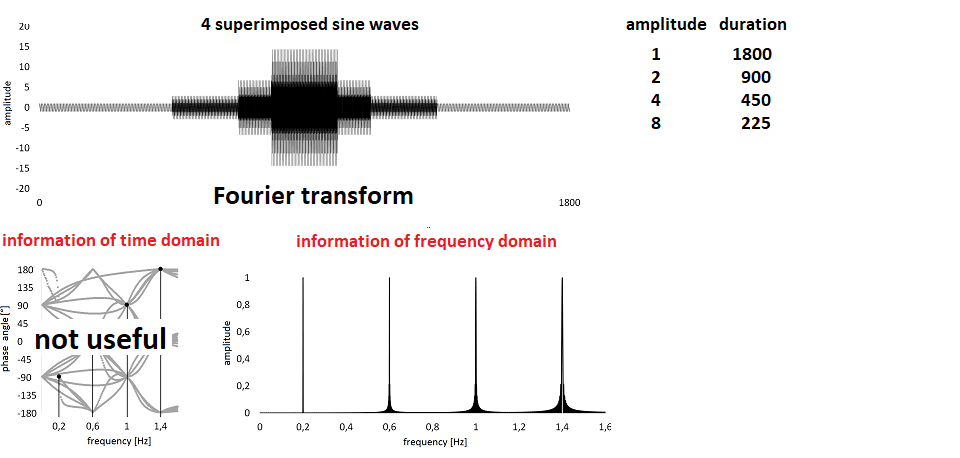 4 superimposed sine waves
amplitude duration
1 1800
2 900
4 450
8 225
20
15
10
5
0
-5
-10
-15
-20
amplitude
0 1800
Fourier transform
information of time domain
information of frequency domain
180
135
90
45
0
-45
-90
-135
-180
phase angle [°]
not useful
0,2 0,6 1 1,4
frequency [Hz]
1
0,8
0,6
0,4
0,2
0
amplitude
0 0,2 0,4 0,6 0,8 1 1,2 1,4 1,6
frequency [Hz]